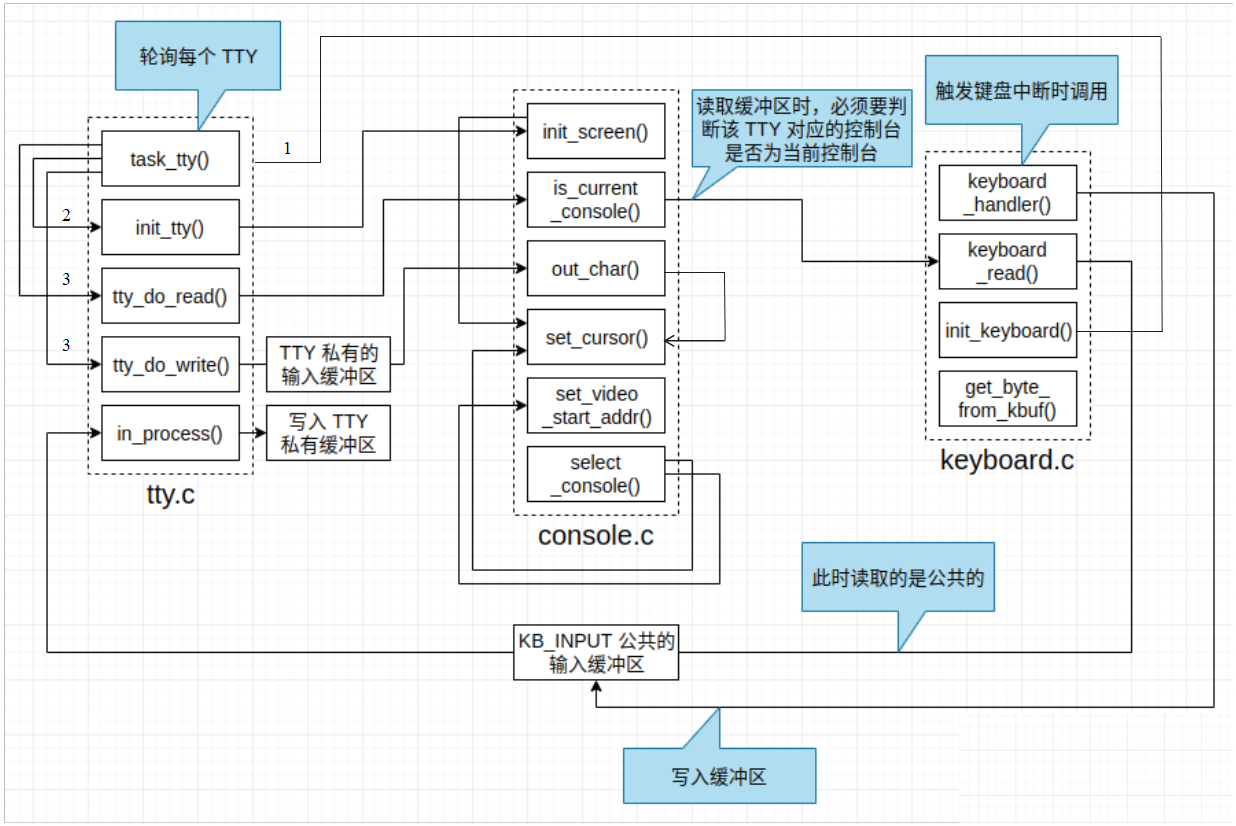 轮询每个 TTY
task_tty()
1
2
init_tty()
3
tty_do_read()
3
tty_do_write()
TTY 私有的
输入缓冲区
in_process()
写入 TTY
私有缓冲区
tty.c
init_screen()
is_current
_console()
out_char()
set_cursor()
set_video
_start_addr()
select
_console()
console.c
读取缓冲区时，必须要判
断该 TTY 对应的控制台
是否为当前控制台
触发键盘中断时调用
keyboard
_handler()
keyboard
_read()
init_keyboard()
get_byte_
from_kbuf()
keyboard.c
此时读取的是公共的
KB_INPUT 公共的
输入缓冲区
写入缓冲区